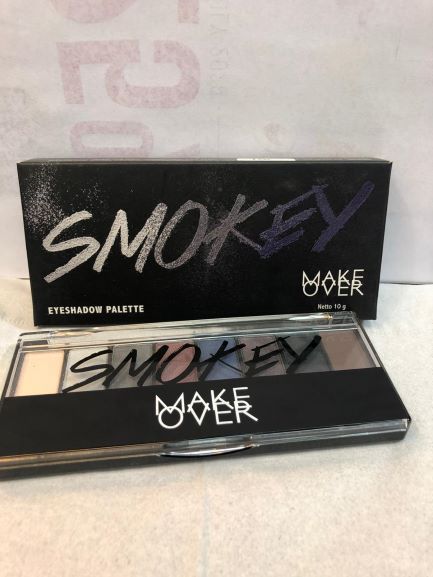 SMOKEY
MAKE
OVER
EYESHADOW PALETTE
Netto 10 g
SMOKEY
MAKE
OVER